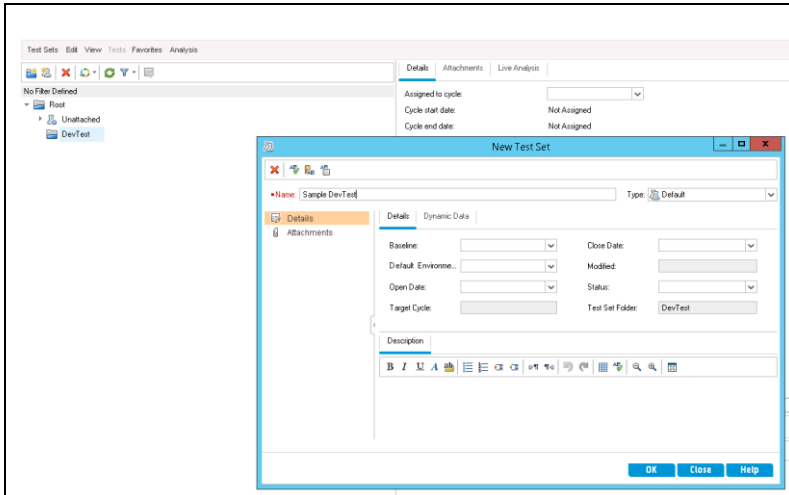 Test Sets Edit View Tests Favorites Analysis
Details Attachments Live Analysis
No Filter Defined
Assigned to cycle:
Root
Cycle start date: Not Assigned
Unattached
Cycle end date: Not Assigned
DevTest
New Test Set
Name: Sample DevTest Type: Default
Details Details Dynamic Data
Attachments
Baseline: Close Date:
Default Environme... Modified:
Open Date: Status:
Target Cycle: Test Set Folder: DevTest
Description
B I U A ab
OK Close Help